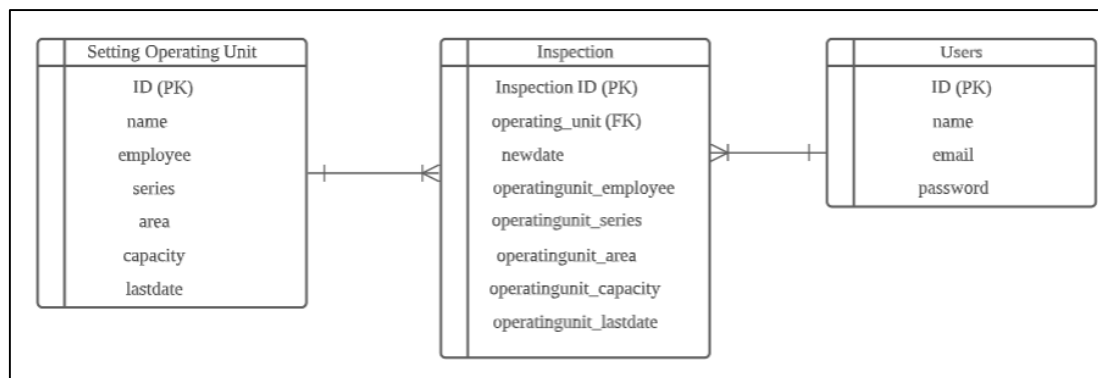 Setting Operating Unit
ID (PK)
name
employee
series
area
capacity
lastdate
Inspection
Inspection ID (PK)
operating_unit (FK)
newdate
operatingunit_employee
operatingunit_series
operatingunit_area
operatingunit_capacity
operatingunit_lastdate
Users
ID (PK)
name
email
password